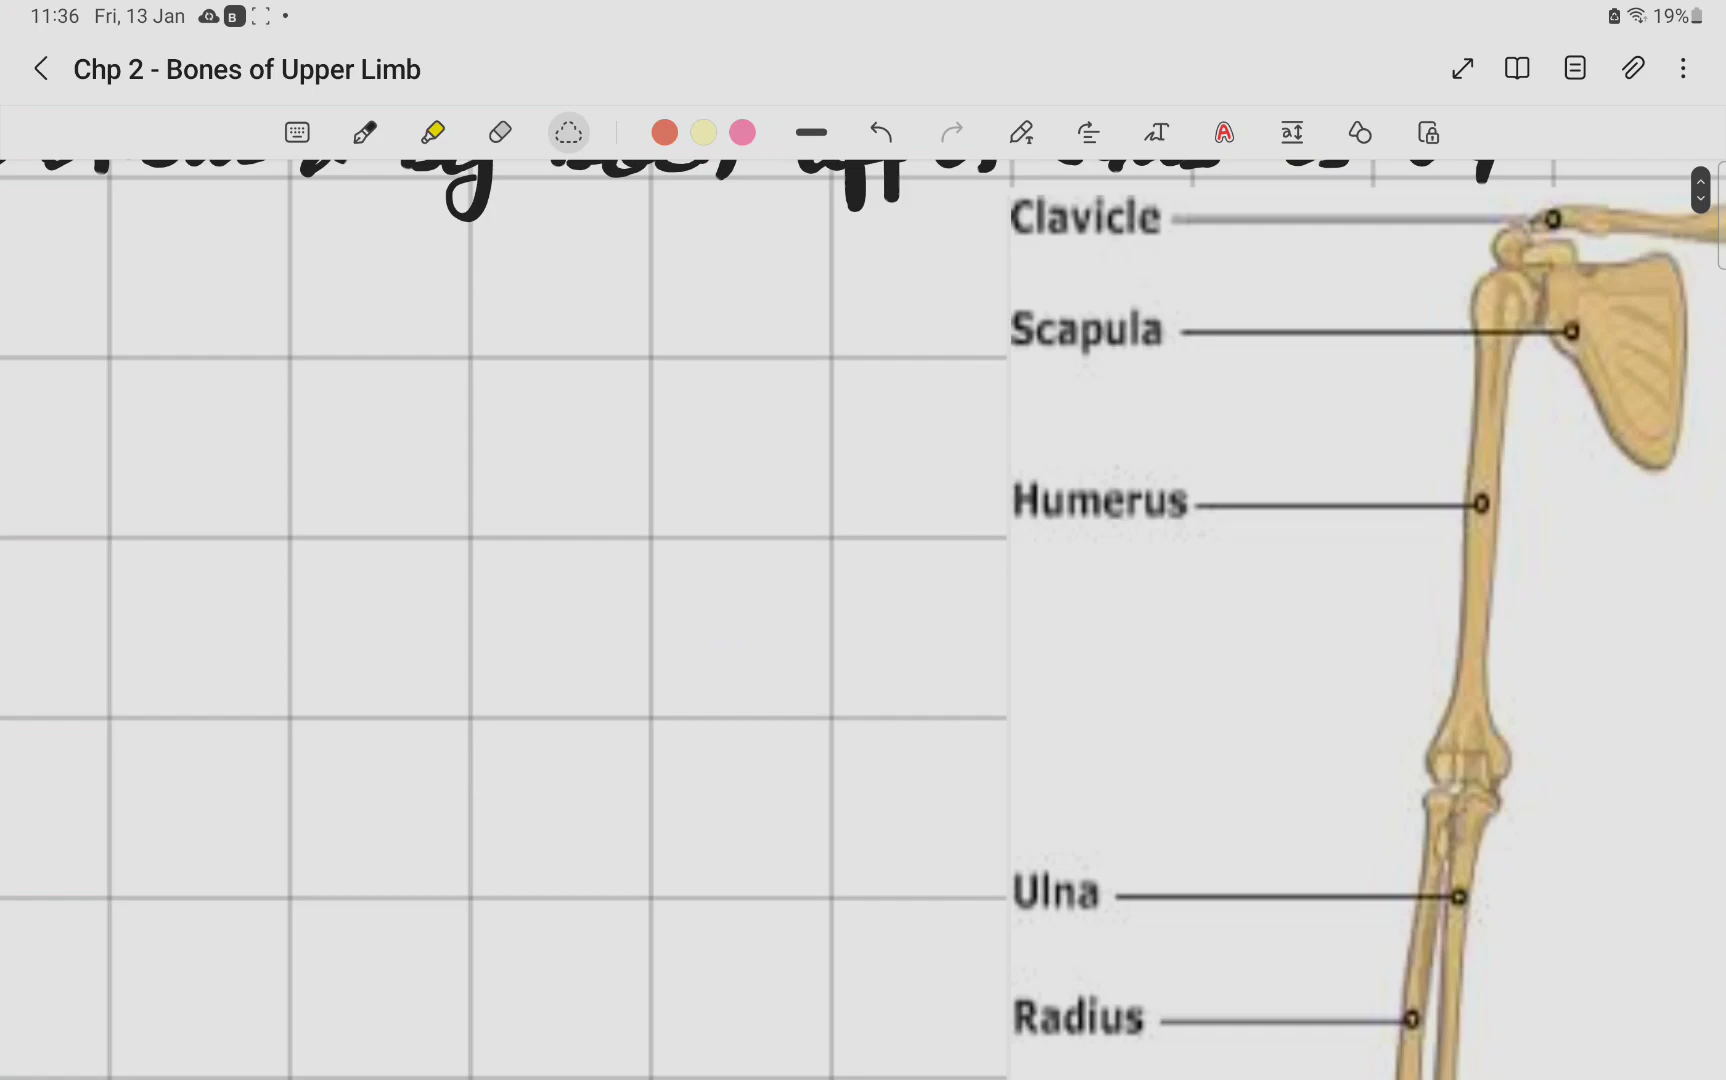 11:36 Fri, 13 Jan B 19%
Chp 2 - Bones of Upper Limb
Clavicle
Scapula
Humerus
Ulna
Radius